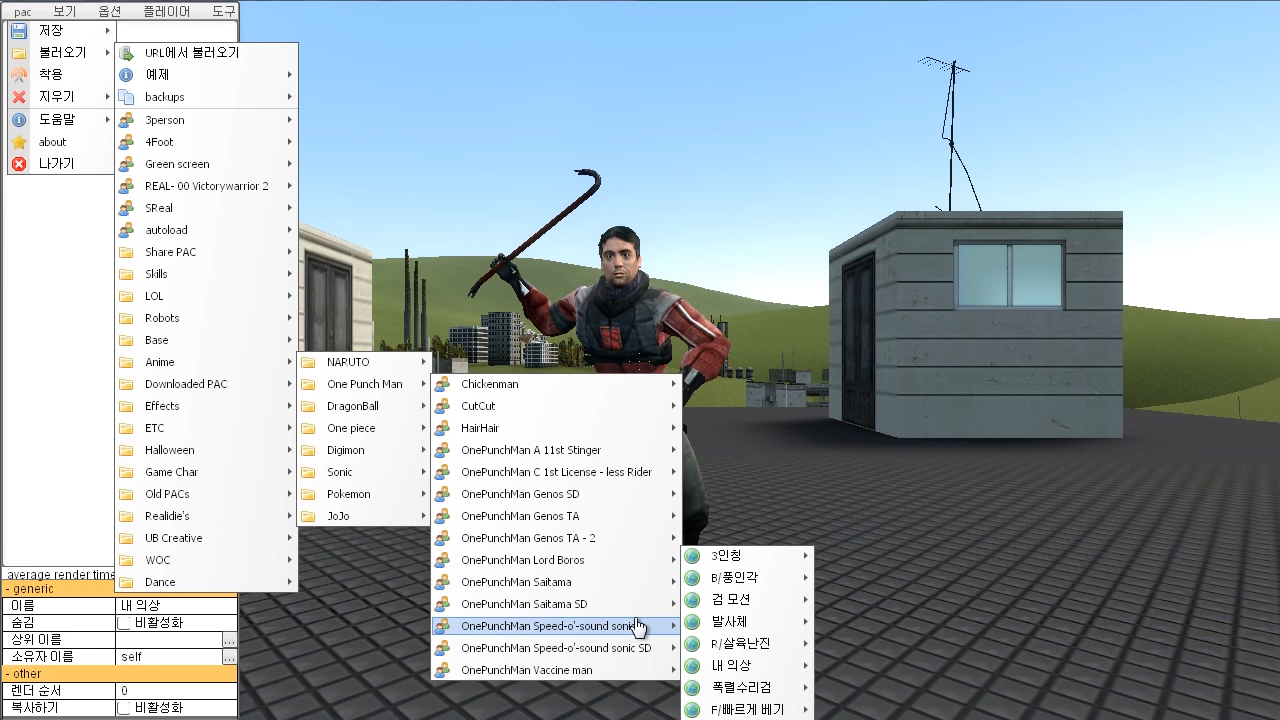 pac 보기 옵션 플레이어 도구
저장
불러오기
착용
지우기
도움말
about
나가기
URL에서 불러오기
예제
backups
3person
4Foot
Green screen
REAL- 00 Victorywarrior 2
SReal
autoload
Share PAC
Skills
LOL
Robots
Base
Anime
Downloaded PAC
Effects
ETC
Halloween
Game Char
Old PACs
Realidie's
UB Creative
WOC
Dance
NARUTO
One Punch Man
DragonBall
One piece
Digimon
Sonic
Pokemon
JoJo
Chickenman
CutCut
HairHair
OnePunchMan A 11st Stinger
OnePunchMan C 1st License - less Rider
OnePunchMan Genos SD
OnePunchMan Genos TA
OnePunchMan Genos TA - 2
OnePunchMan Lord Boros
OnePunchMan Saitama
OnePunchMan Saitama SD
OnePunchMan Speed-o'-sound sonic
OnePunchMan Speed-o'-sound sonic SD
OnePunchMan Vaccine man
3인칭
B/풍인각
검 모션
발사체
R/살육난진
내 의상
폭렬수리검
F/빠르게 베기
average render time
- generic
이름 내 의상
숨김 비활성화
상위 이름 ...
소유자 이름 self ...
- other
렌더 순서 0
복사하기 비활성화